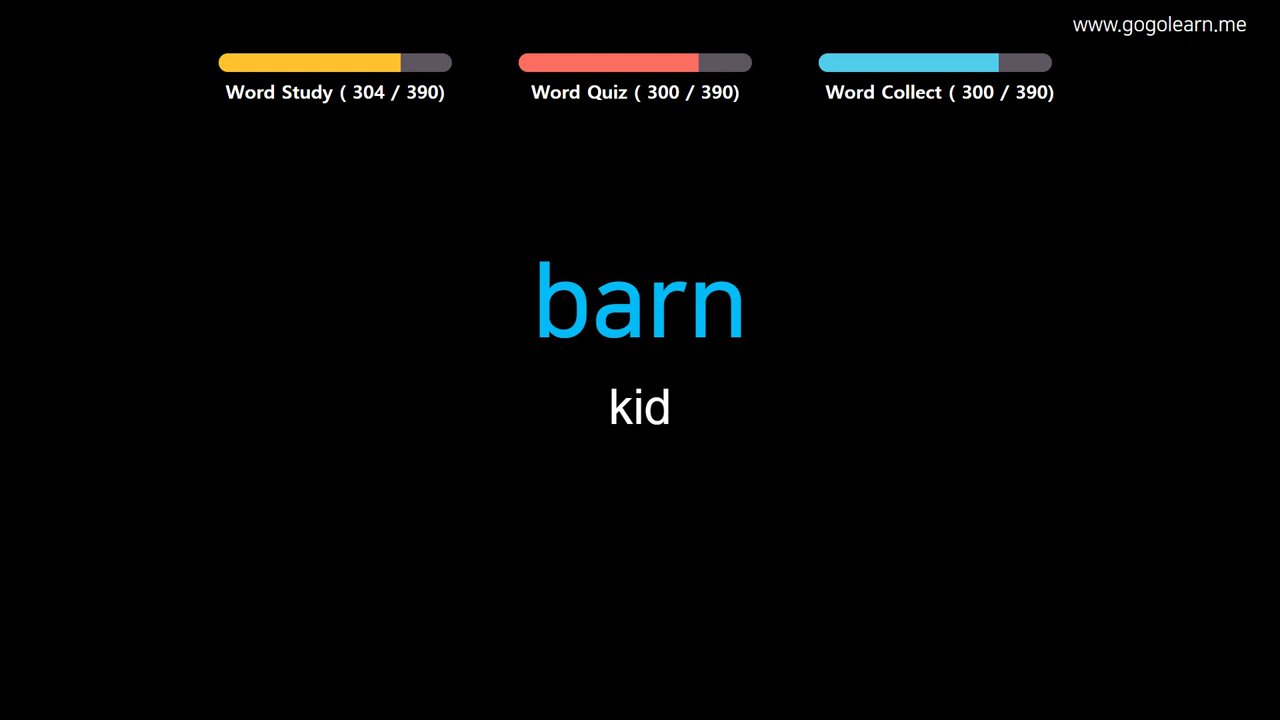 www.gogolearn.me
Word Study ( 304 / 390)
Word Quiz ( 300 / 390)
Word Collect ( 300 / 390)
barn
kid